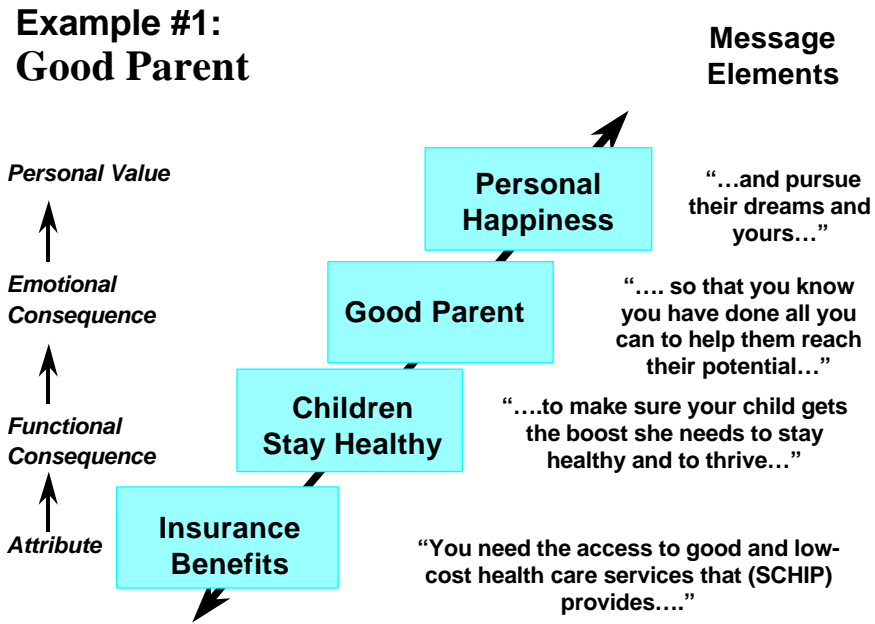 Example #1:
Good Parent
Message
Elements
Personal Value
Personal
Happiness
“…and pursue
their dreams and
yours…”
Emotional
Consequence
Good Parent
“…. so that you know
you have done all you
can to help them reach
their potential…”
Functional
Consequence
Children
Stay Healthy
“….to make sure your child gets
the boost she needs to stay
healthy and to thrive…”
Attribute
Insurance
Benefits
“You need the access to good and low-
cost health care services that (SCHIP)
provides….”